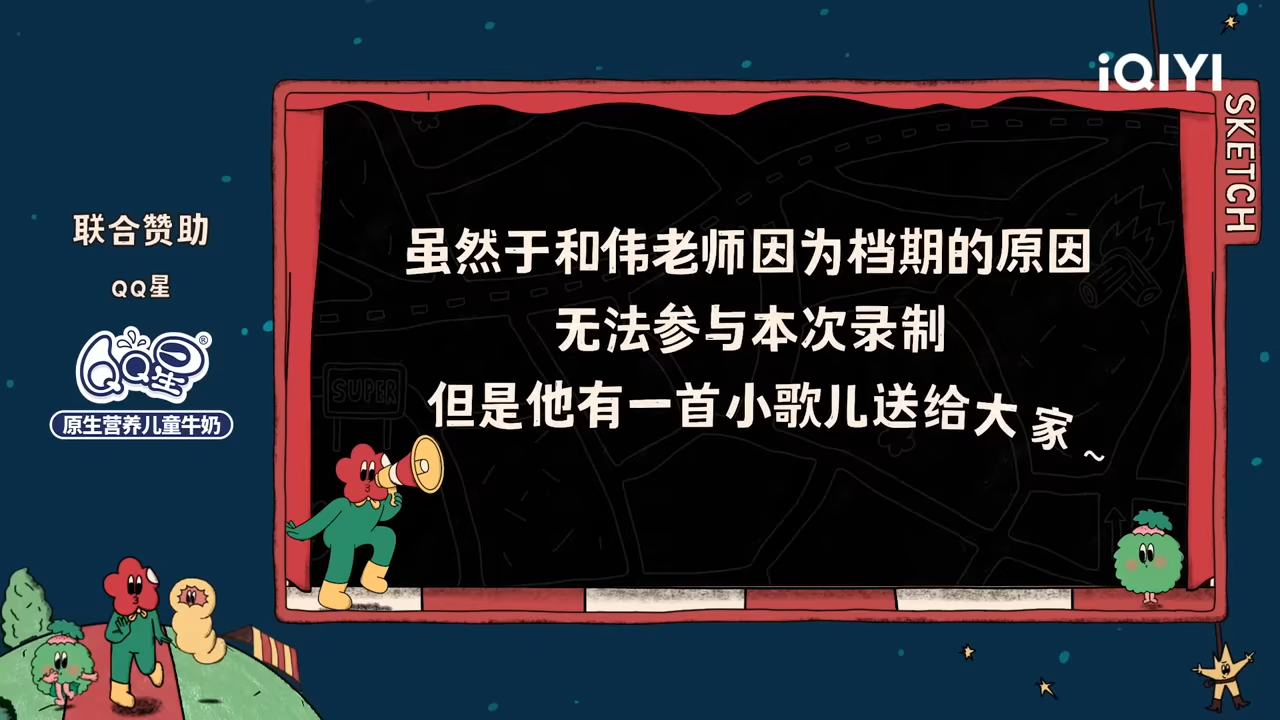 iQIYI
SKETCH
联合赞助
QQ星
QQ星®
原生营养儿童牛奶
虽然于和伟老师因为档期的原因
无法参与本次录制
但是他有一首小歌儿送给大家~
SUPER